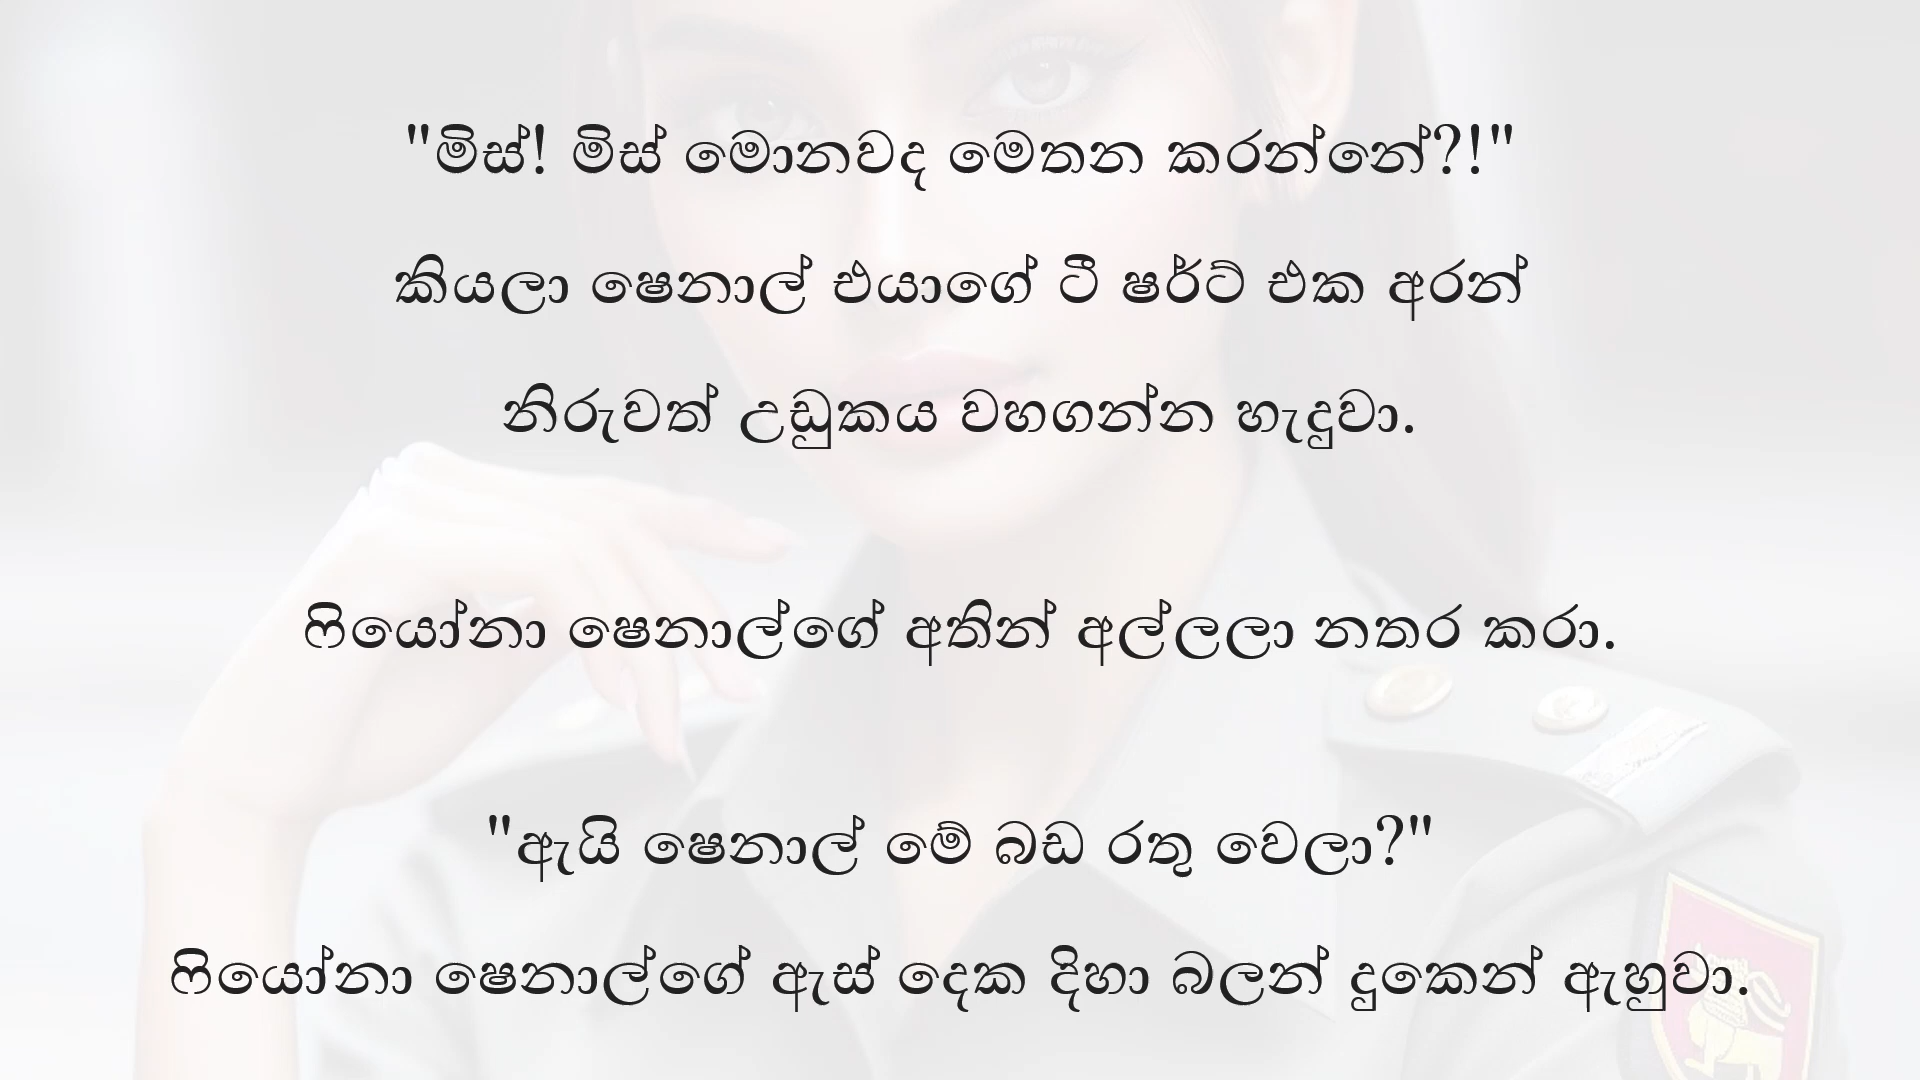 "මිස්! මිස් මොනවද මෙතන කරන්නේ?!"
කියලා ෂෙනාල් එයාගේ ටී ෂර්ට් එක අරන්
නිරුවත් උඩුකය වහගන්න හැදුවා.
ෆියෝනා ෂෙනාල්ගේ අතින් අල්ලලා නතර කරා.
"ඇයි ෂෙනාල් මේ බඩ රතු වෙලා?"
ෆියෝනා ෂෙනාල්ගේ ඇස් දෙක දිහා බලන් දුකෙන් ඇහුවා.